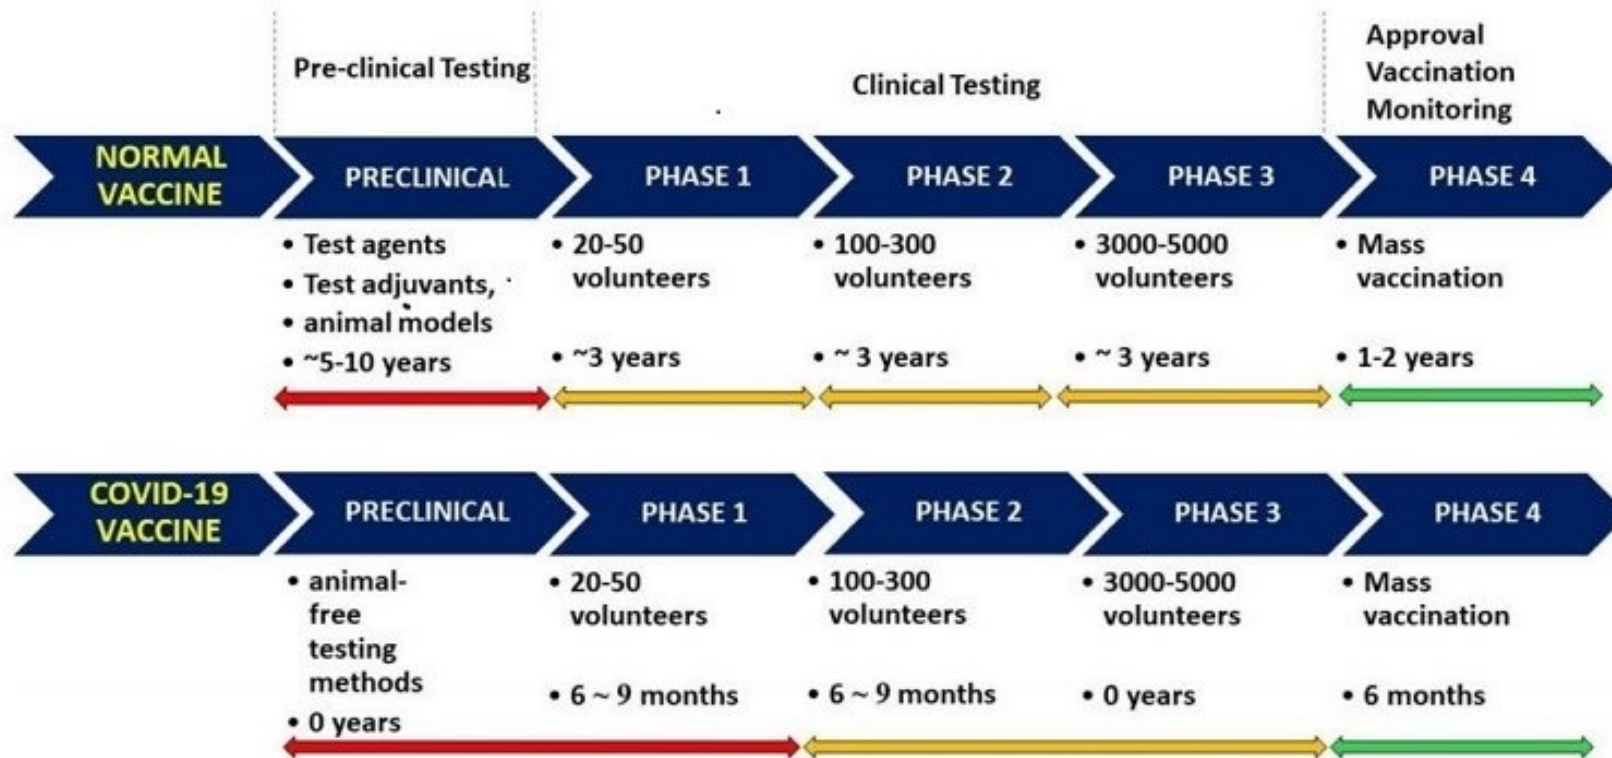 Pre-clinical Testing
Clinical Testing
Approval
Vaccination
Monitoring
NORMAL
VACCINE
PRECLINICAL
PHASE 1
PHASE 2
PHASE 3
PHASE 4
• Test agents
• Test adjuvants,
• animal models
• ~5-10 years
• 20-50
volunteers
• ~3 years
• 100-300
volunteers
• ~ 3 years
• 3000-5000
volunteers
• ~ 3 years
• Mass
vaccination
• 1-2 years
COVID-19
VACCINE
PRECLINICAL
PHASE 1
PHASE 2
PHASE 3
PHASE 4
• animal-
free
testing
methods
• 0 years
• 20-50
volunteers
• 6 ~ 9 months
• 100-300
volunteers
• 6 ~ 9 months
• 3000-5000
volunteers
• 0 years
• Mass
vaccination
• 6 months